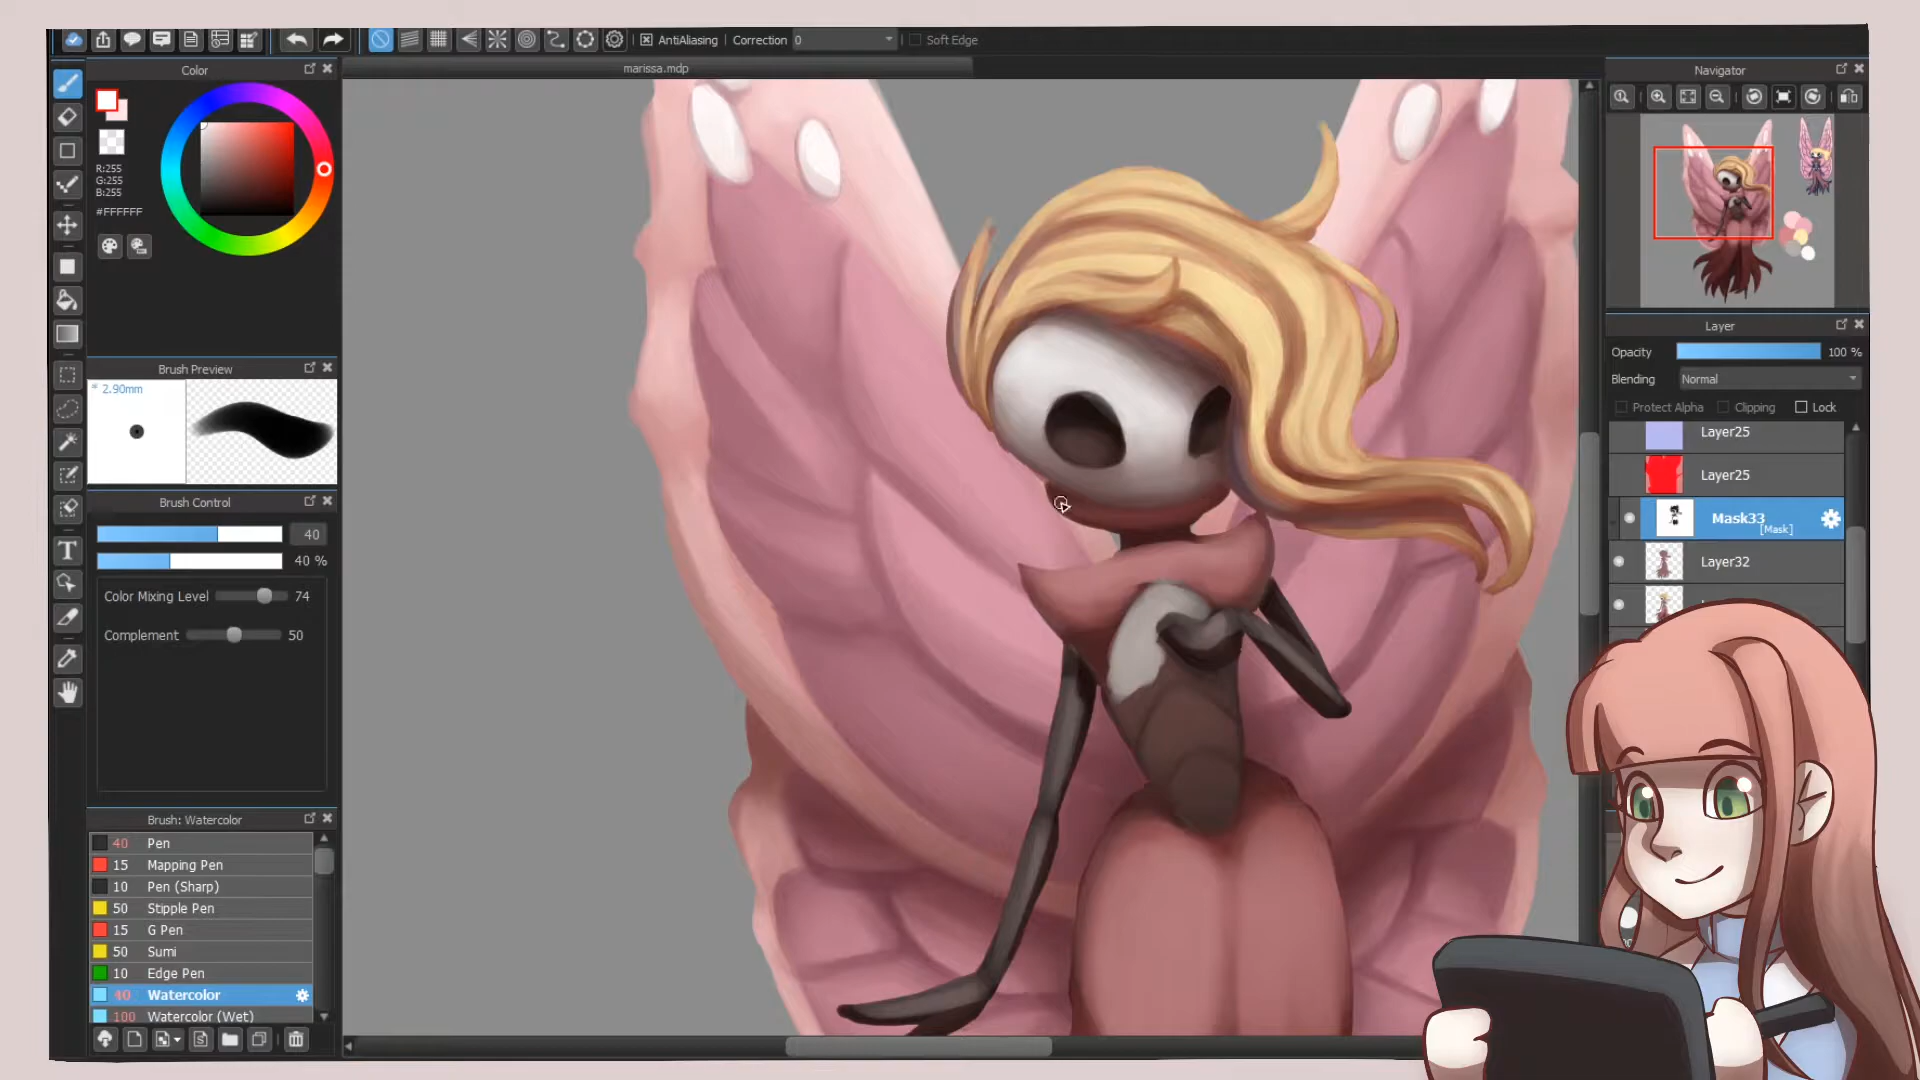 AntiAliasing Correction 0 Soft Edge
Color
marissa.mdp
Navigator
R:255
G:255
B:255
#FFFFFF
Layer
Opacity 100 %
Blending Normal
Protect Alpha Clipping Lock
Brush Preview
* 2.90mm
Layer25
Layer25
Mask33
[Mask]
Layer32
Brush Control
40
40 %
Color Mixing Level 74
Complement 50
Brush: Watercolor
40 Pen
15 Mapping Pen
10 Pen (Sharp)
50 Stipple Pen
15 G Pen
50 Sumi
10 Edge Pen
40 Watercolor
100 Watercolor (Wet)